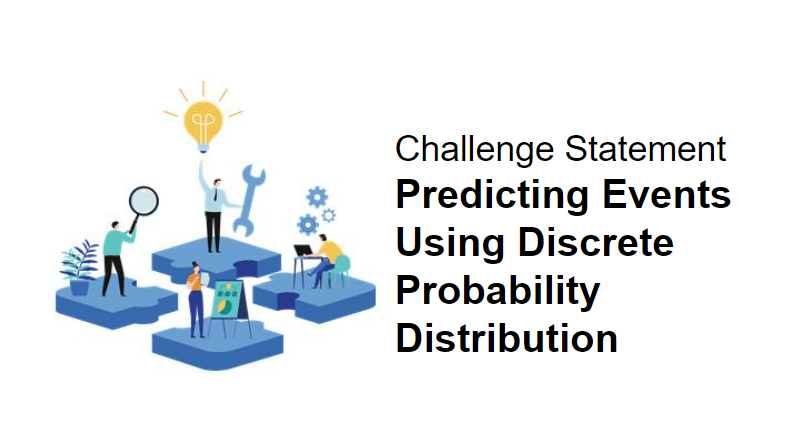 Challenge Statement
Predicting Events
Using Discrete
Probability
Distribution